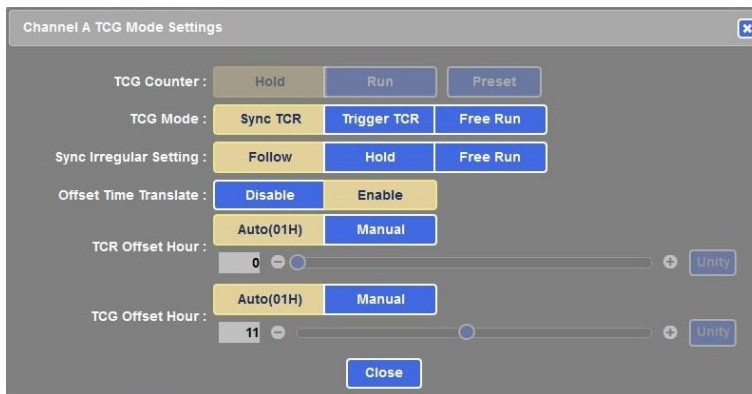 Channel A TCG Mode Settings
TCG Counter : Hold Run Preset
TCG Mode : Sync TCR Trigger TCR Free Run
Sync Irregular Setting : Follow Hold Free Run
Offset Time Translate : Disable Enable
TCR Offset Hour : Auto(01H) Manual
0 Unity
TCG Offset Hour : Auto(01H) Manual
11 Unity
Close